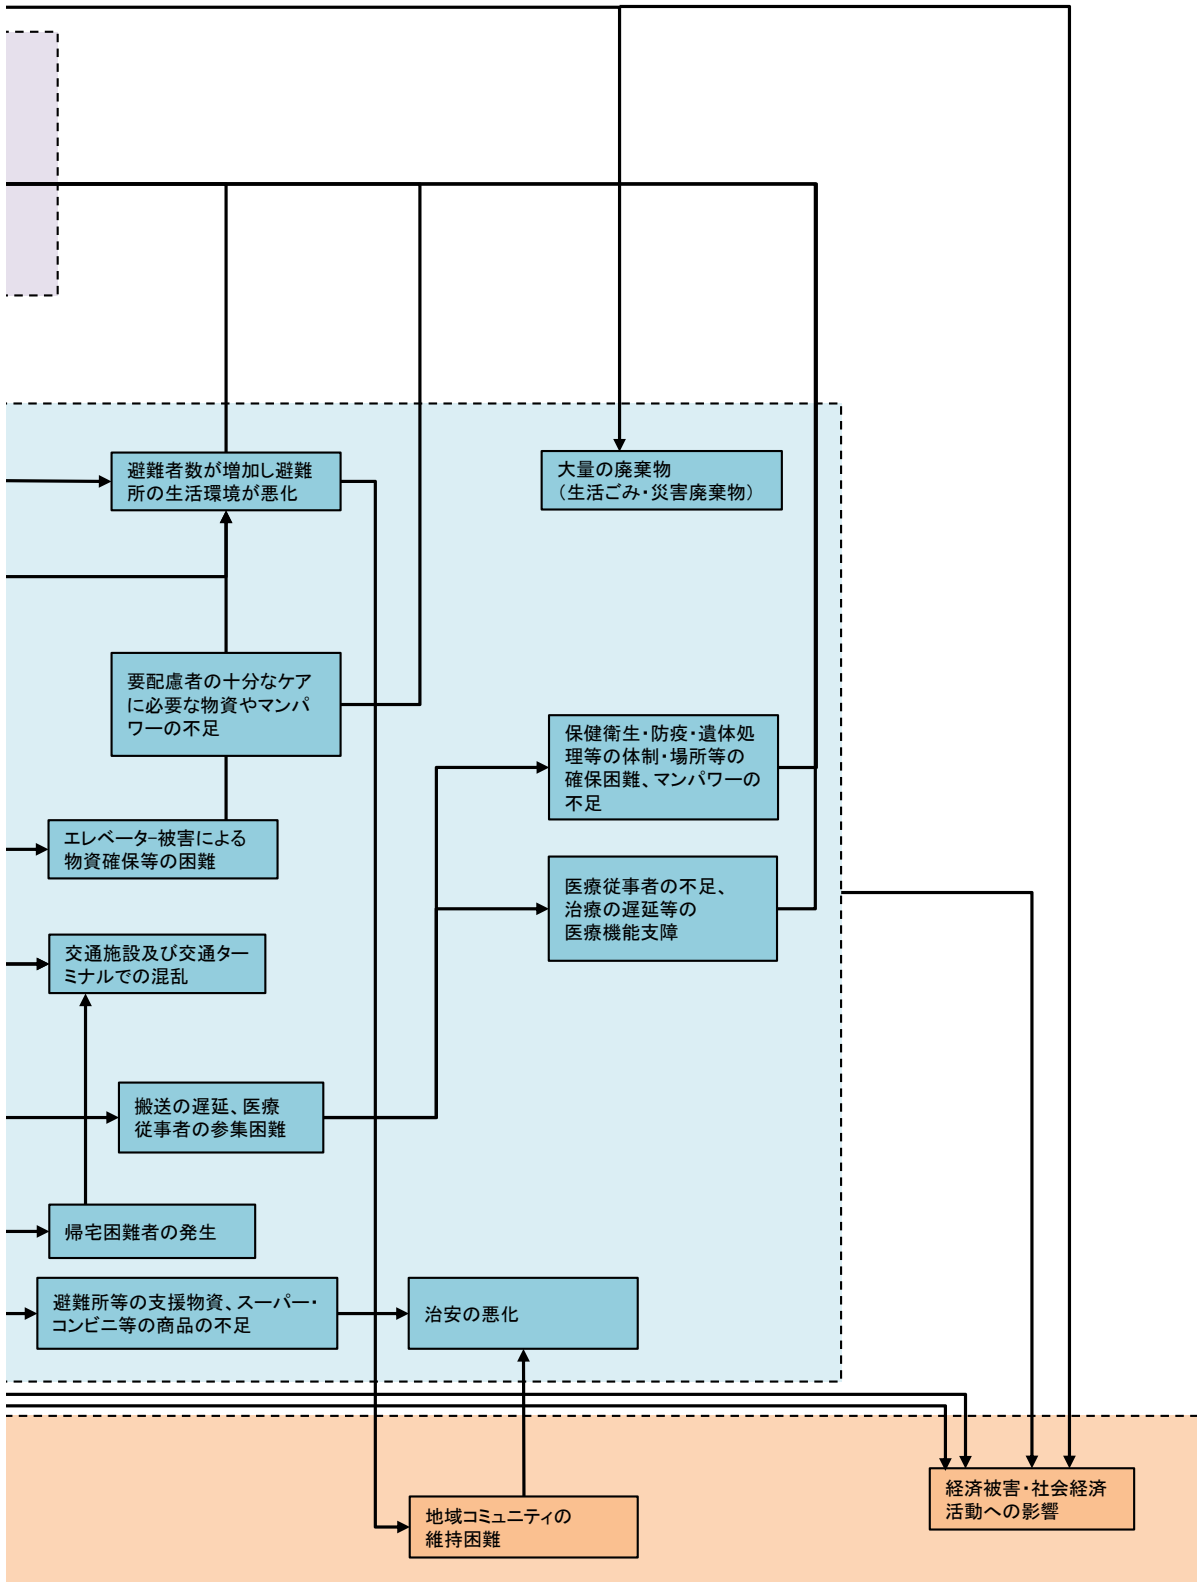 避難者数が増加し避難
所の生活環境が悪化
大量の廃棄物
（生活ごみ・災害廃棄物）
要配慮者の十分なケア
に必要な物資やマンパ
ワーの不足
保健衛生・防疫・遺体処
理等の体制・場所等の
確保困難、マンパワーの
不足
エレベーター被害による
物資確保等の困難
医療従事者の不足、
治療の遅延等の
医療機能支障
交通施設及び交通ター
ミナルでの混乱
搬送の遅延、医療
従事者の参集困難
帰宅困難者の発生
避難所等の支援物資、スーパー・
コンビニ等の商品の不足
治安の悪化
経済被害・社会経済
活動への影響
地域コミュニティの
維持困難